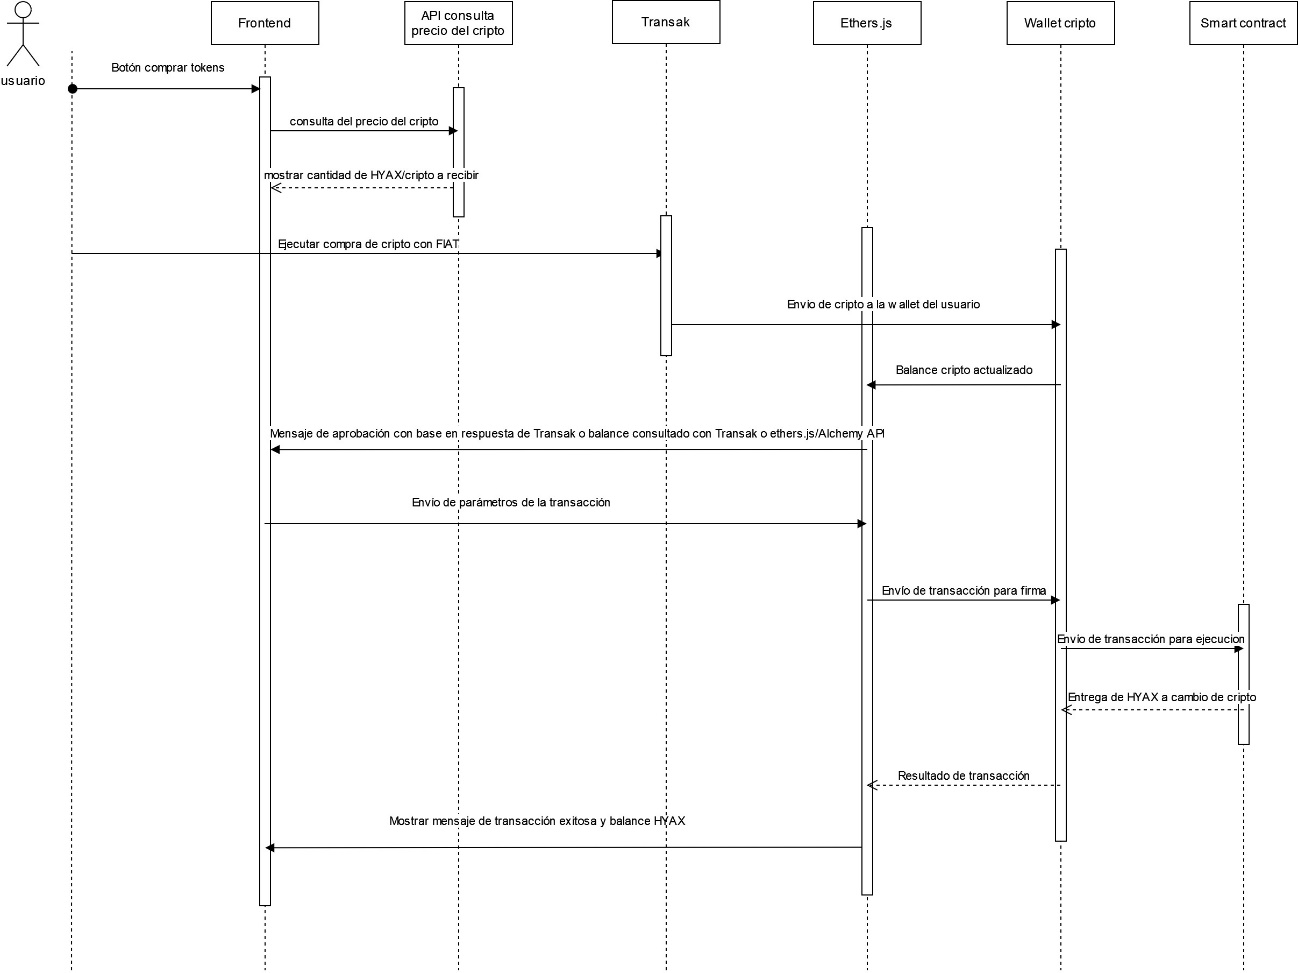 usuario
Frontend
API consulta
precio del cripto
Transak
Ethers.js
Wallet cripto
Smart contract
Botón comprar tokens
consulta del precio del cripto
mostrar cantidad de HYAX/cripto a recibir
Ejecutar compra de cripto con FIAT
Envio de cripto a la wallet del usuario
Balance cripto actualizado
Mensaje de aprobación con base en respuesta de Transak o balance consultado con Transak o ethers.js/Alchemy API
Envío de parámetros de la transacción
Envío de transacción para firma
Envío de transacción para ejecucion
Entrega de HYAX a cambio de cripto
Resultado de transacción
Mostrar mensaje de transacción exitosa y balance HYAX